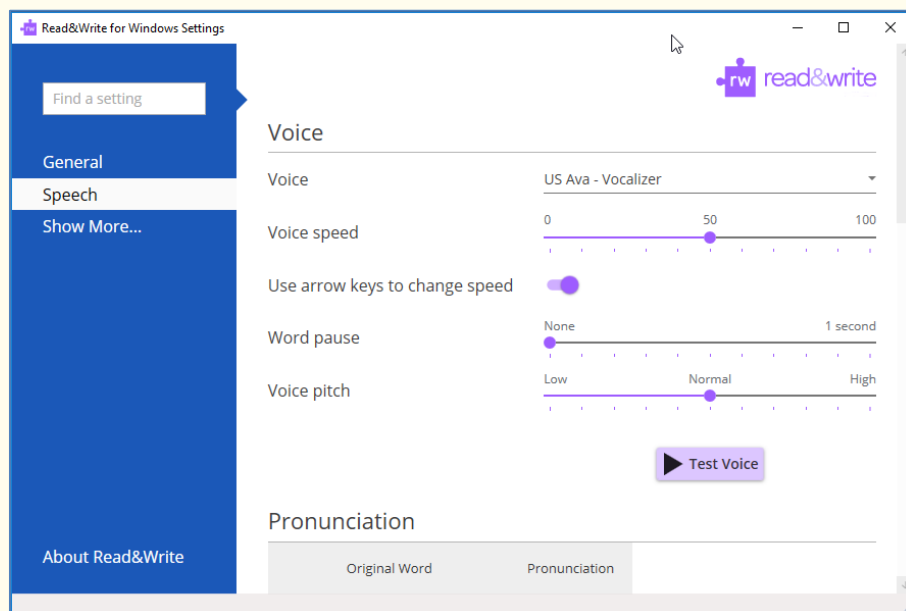 Read&Write for Windows Settings
rw read&write
Find a setting
General
Speech
Show More...
About Read&Write
Voice
Voice US Ava - Vocalizer
0 50 100
Voice speed
Use arrow keys to change speed
None 1 second
Word pause
Low Normal High
Voice pitch
Test Voice
Pronunciation
Original Word Pronunciation